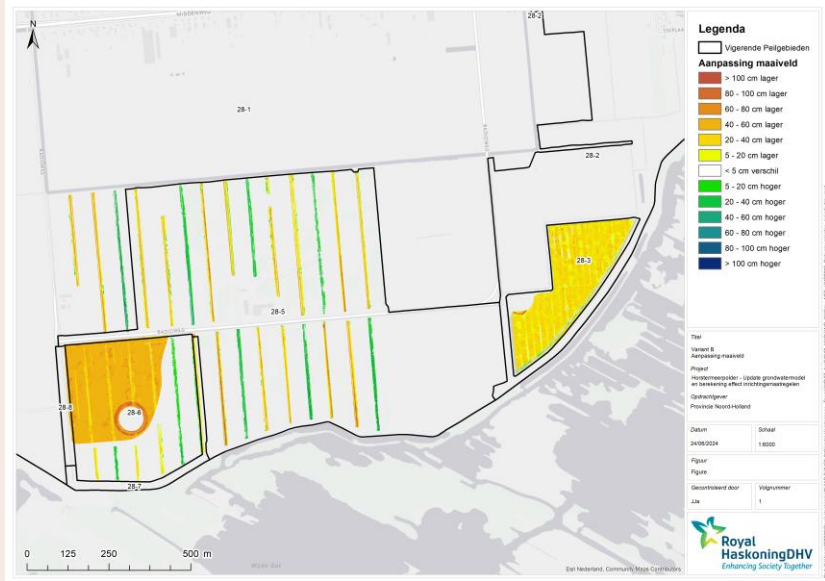 N
MIDDENWEG
28-2
28-1
RADIOWEG
28-2
28-3
28-5
RADIOWEG
28-8
28-6
28-7
0 125 250 500 m
Esri Nederland, Community Maps Contributors
Legenda
Vigerende Peilgebieden
Aanpassing maaiveld
> 100 cm lager
80 - 100 cm lager
60 - 80 cm lager
40 - 60 cm lager
20 - 40 cm lager
5 - 20 cm lager
< 5 cm verschil
5 - 20 cm hoger
20 - 40 cm hoger
40 - 60 cm hoger
60 - 80 cm hoger
80 - 100 cm hoger
> 100 cm hoger
Titel
Variant B
Aanpassing maaiveld
Project
Horstermeerpolder - Update grondwatermodel
en berekening effect inrichtingsmaatregelen
Opdrachtgever
Provincie Noord-Holland
Datum Schaal
24/06/2024 1:6000
Figuur
Figure
Gecontroleerd door Volgnummer
JJa 1
Royal
HaskoningDHV
Enhancing Society Together